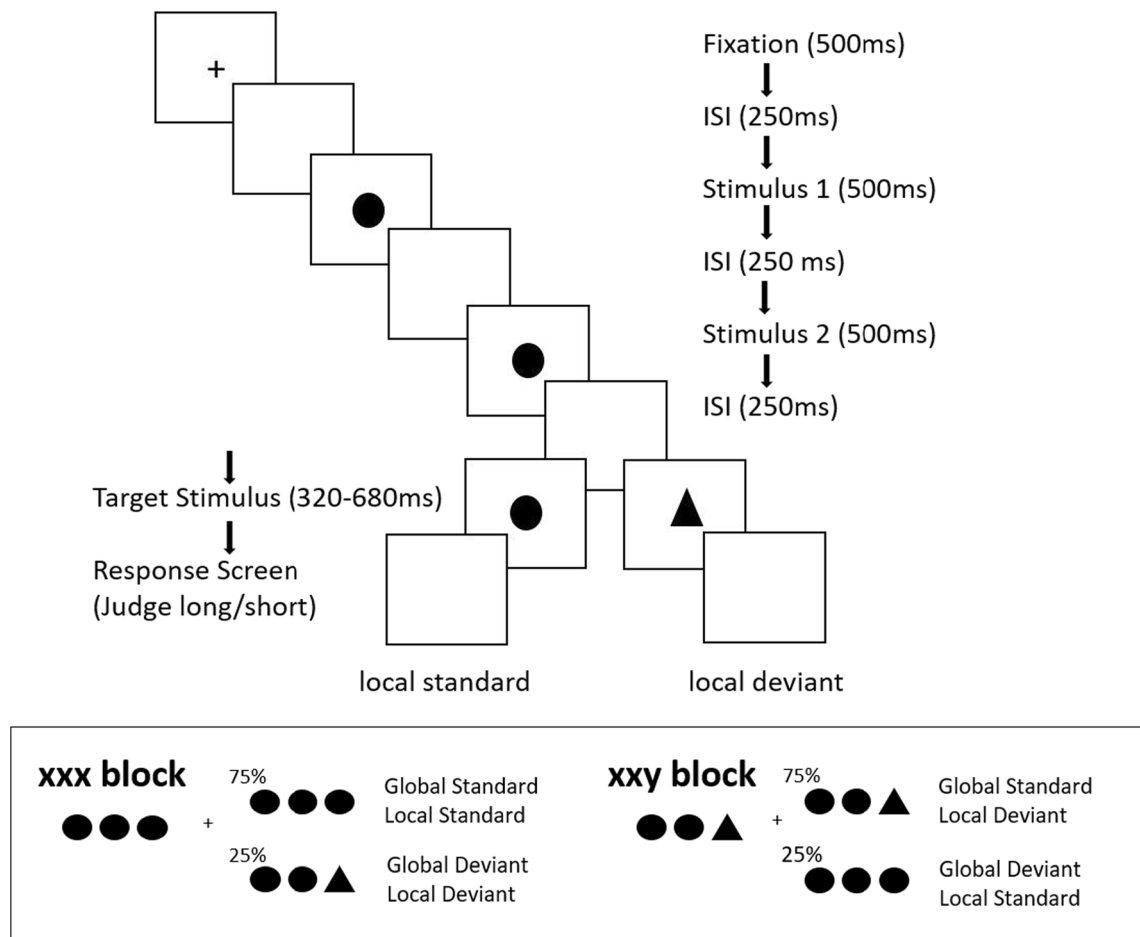 +
Fixation (500ms)
ISI (250ms)
Stimulus 1 (500ms)
ISI (250 ms)
Stimulus 2 (500ms)
ISI (250ms)
Target Stimulus (320-680ms)
Response Screen
(Judge long/short)
local standard
local deviant
xxx block
+
75%
Global Standard
Local Standard
25%
Global Deviant
Local Deviant
xxy block
+
75%
Global Standard
Local Deviant
25%
Global Deviant
Local Standard